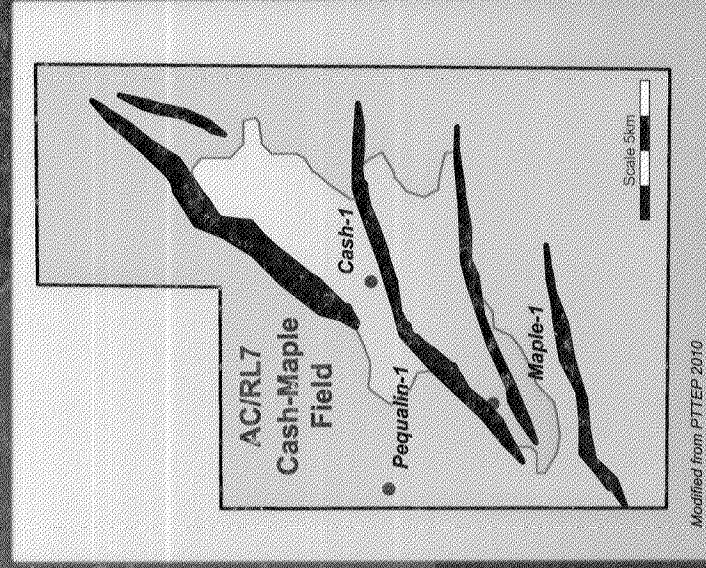 AC/RL7
Cash-Maple
Field
Cash-1
Pequalin-1
Maple-1
Scale 5km
Modified from PTTEP 2010